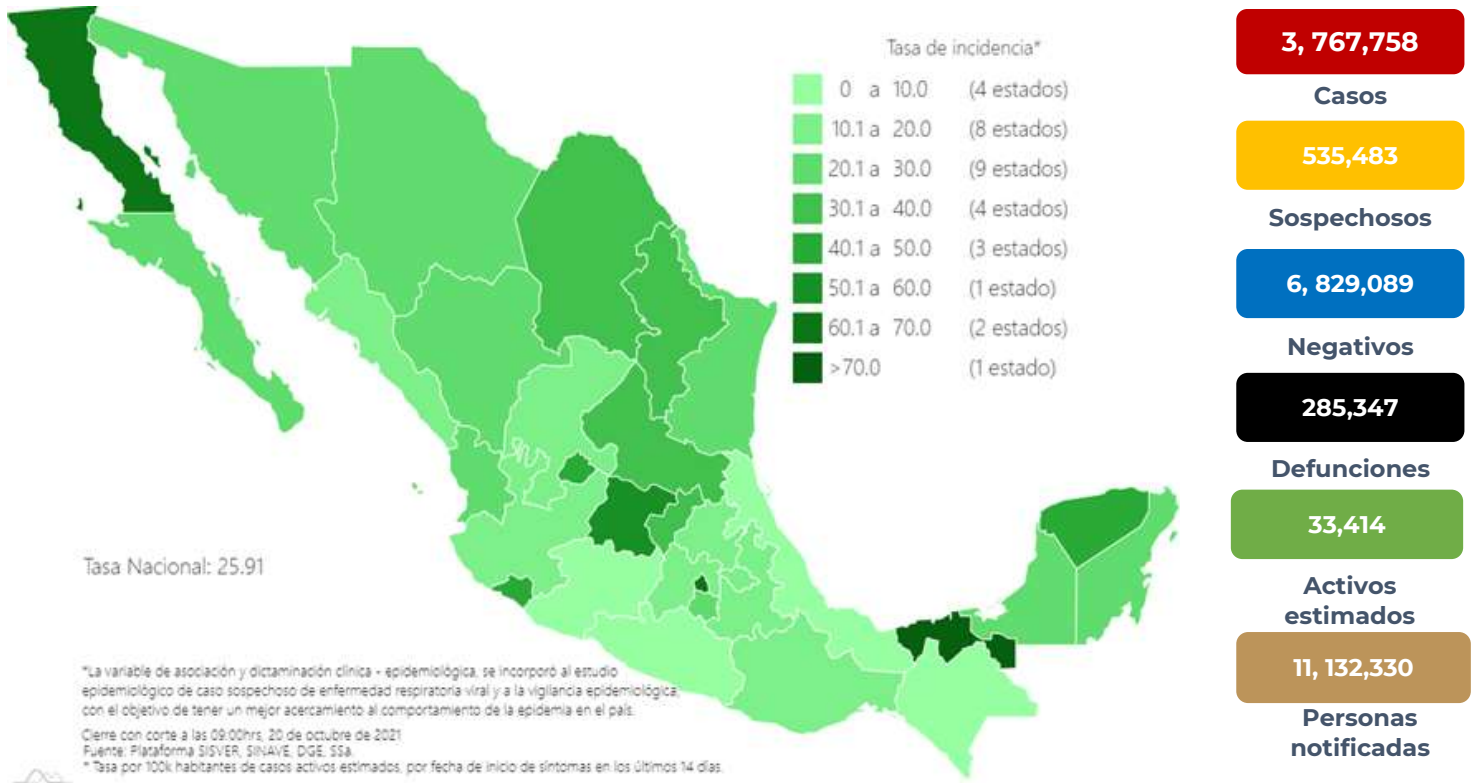 Tasa de incidencia*
0 a 10.0 (4 estados)
10.1 a 20.0 (8 estados)
20.1 a 30.0 (9 estados)
30.1 a 40.0 (4 estados)
40.1 a 50.0 (3 estados)
50.1 a 60.0 (1 estado)
60.1 a 70.0 (2 estados)
>70.0 (1 estado)
Tasa Nacional: 25.91
*La variable de asociación y dictaminación clínica - epidemiológica, se incorporó al estudio
epidemiológico de caso sospechoso de enfermedad respiratoria viral y a la vigilancia epidemiológica,
con el objetivo de tener un mejor acercamiento al comportamiento de la epidemia en el país.
Cierre con corte a las 09:00hrs, 20 de octubre de 2021
Fuente: Plataforma SISVER, SINAVE, DGE, SSa.
* Tasa por 100k habitantes de casos activos estimados, por fecha de inicio de síntomas en los últimos 14 días.
3, 767,758
Casos
535,483
Sospechosos
6, 829,089
Negativos
285,347
Defunciones
33,414
Activos
estimados
11, 132,330
Personas
notificadas